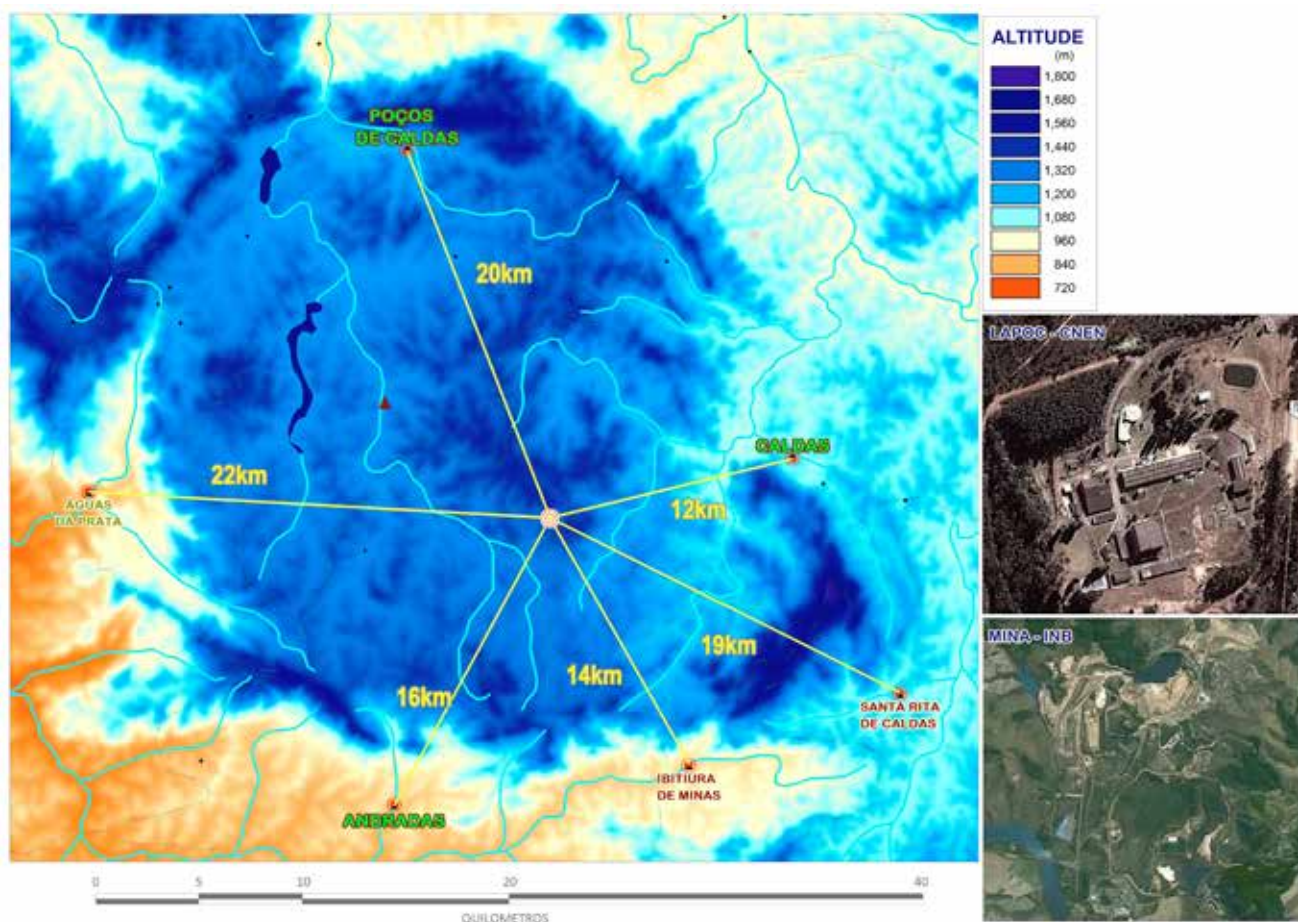 POÇOS
DE CALDAS
20km
22km
ÁGUAS
DA PRATA
CALDAS
12km
19km
14km
16km
SANTA RITA
DE CALDAS
IBITIURA
DE MINAS
ANDRADAS
0 5 10 20 40
QUILOMETROS
ALTITUDE
(m)
1,800
1,680
1,560
1,440
1,320
1,200
1,080
960
840
720
LAPOC - CNEN
MINA - INB